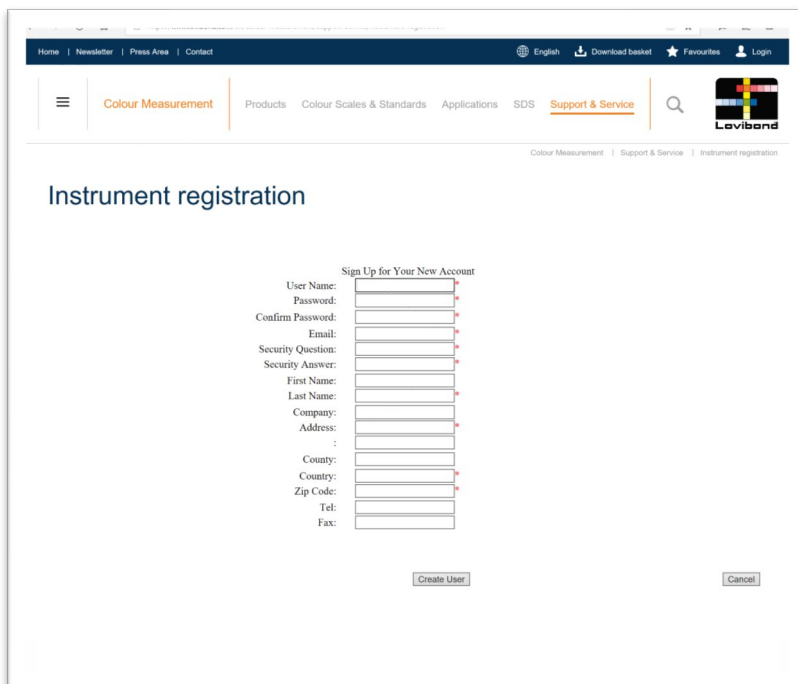 Home | Newsletter | Press Area | Contact
English Download basket Favourites Login
Colour Measurement Products Colour Scales & Standards Applications SDS Support & Service
Lovibond
Colour Measurement | Support & Service | Instrument registration
Instrument registration
Sign Up for Your New Account
User Name: *
Password: *
Confirm Password: *
Email: *
Security Question: *
Security Answer: *
First Name:
Last Name: *
Company:
Address: *
:
County:
Country: *
Zip Code: *
Tel:
Fax:
Create User Cancel